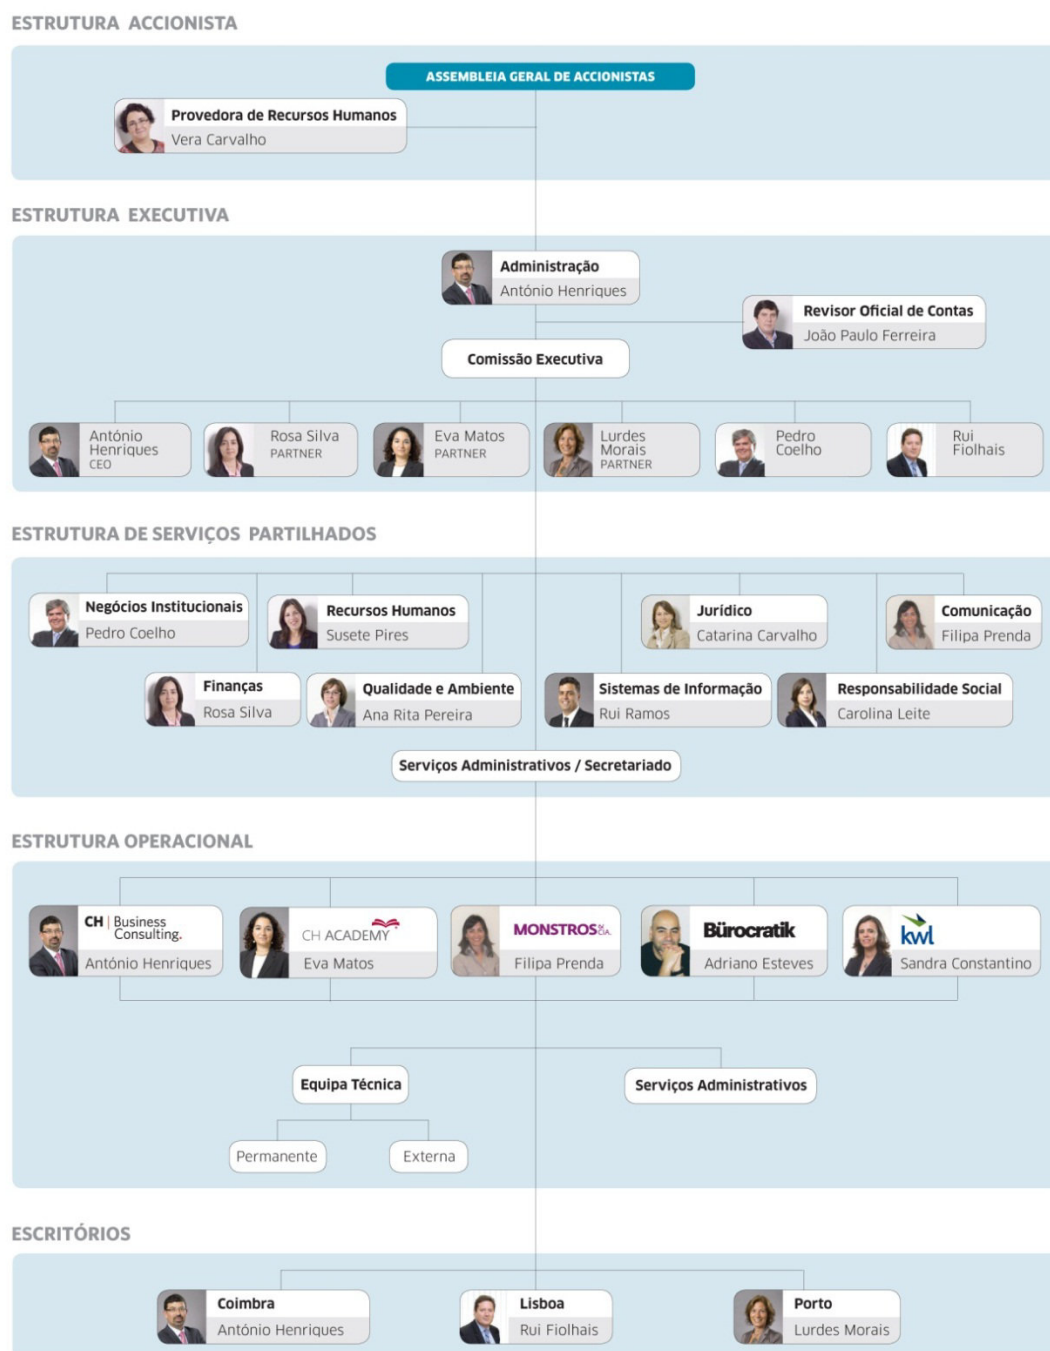 ESTRUTURA ACCIONISTA
ASSEMBLEIA GERAL DE ACCIONISTAS
Provedora de Recursos Humanos
Vera Carvalho
ESTRUTURA EXECUTIVA
Administração
António Henriques
Revisor Oficial de Contas
João Paulo Ferreira
Comissão Executiva
António
Henriques
CEO
Rosa Silva
PARTNER
Eva Matos
PARTNER
Lurdes
Morais
PARTNER
Pedro
Coelho
Rui
Fiolhais
ESTRUTURA DE SERVIÇOS PARTILHADOS
Negócios Institucionais
Pedro Coelho
Recursos Humanos
Susete Pires
Jurídico
Catarina Carvalho
Comunicação
Filipa Prenda
Finanças
Rosa Silva
Qualidade e Ambiente
Ana Rita Pereira
Sistemas de Informação
Rui Ramos
Responsabilidade Social
Carolina Leite
Serviços Administrativos / Secretariado
ESTRUTURA OPERACIONAL
CH | Business
Consulting.
António Henriques
CH ACADEMY
Eva Matos
MONSTROS & CIA.
Filipa Prenda
Bürocratik
Adriano Esteves
kwl
Sandra Constantino
Equipa Técnica
Serviços Administrativos
Permanente
Externa
ESCRITÓRIOS
Coimbra
António Henriques
Lisboa
Rui Fiolhais
Porto
Lurdes Morais